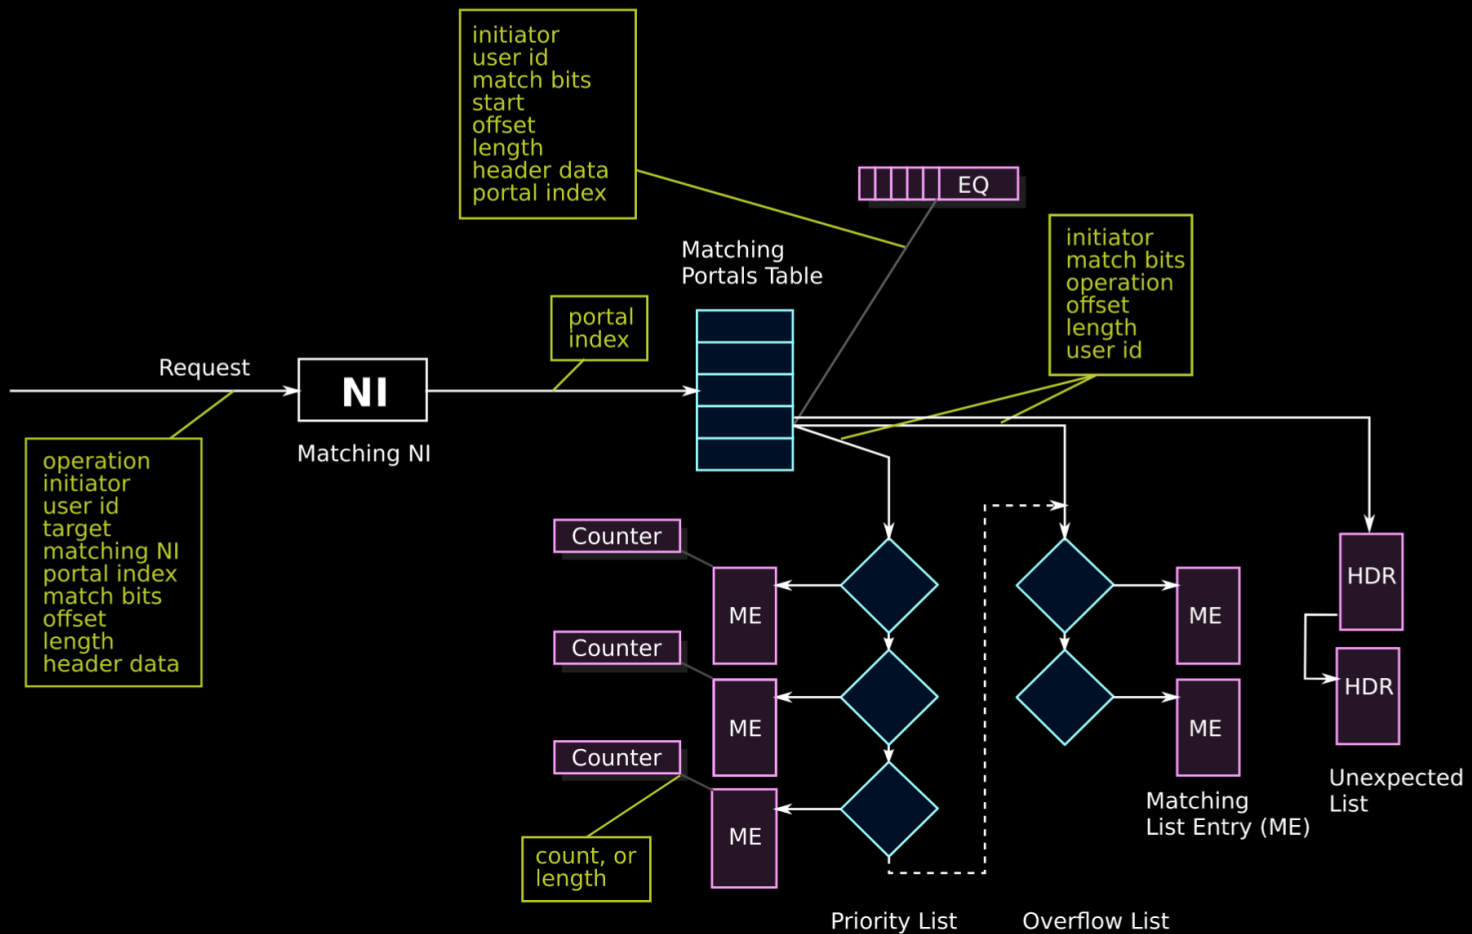 initiator
user id
match bits
start
offset
length
header data
portal index
EQ
Matching
Portals Table
initiator
match bits
operation
offset
length
user id
portal
index
Request
NI
Matching NI
operation
initiator
user id
target
matching NI
portal index
match bits
offset
length
header data
Counter
ME
Counter
ME
Counter
ME
count, or
length
ME
ME
HDR
HDR
Matching
List Entry (ME)
Unexpected
List
Priority List
Overflow List